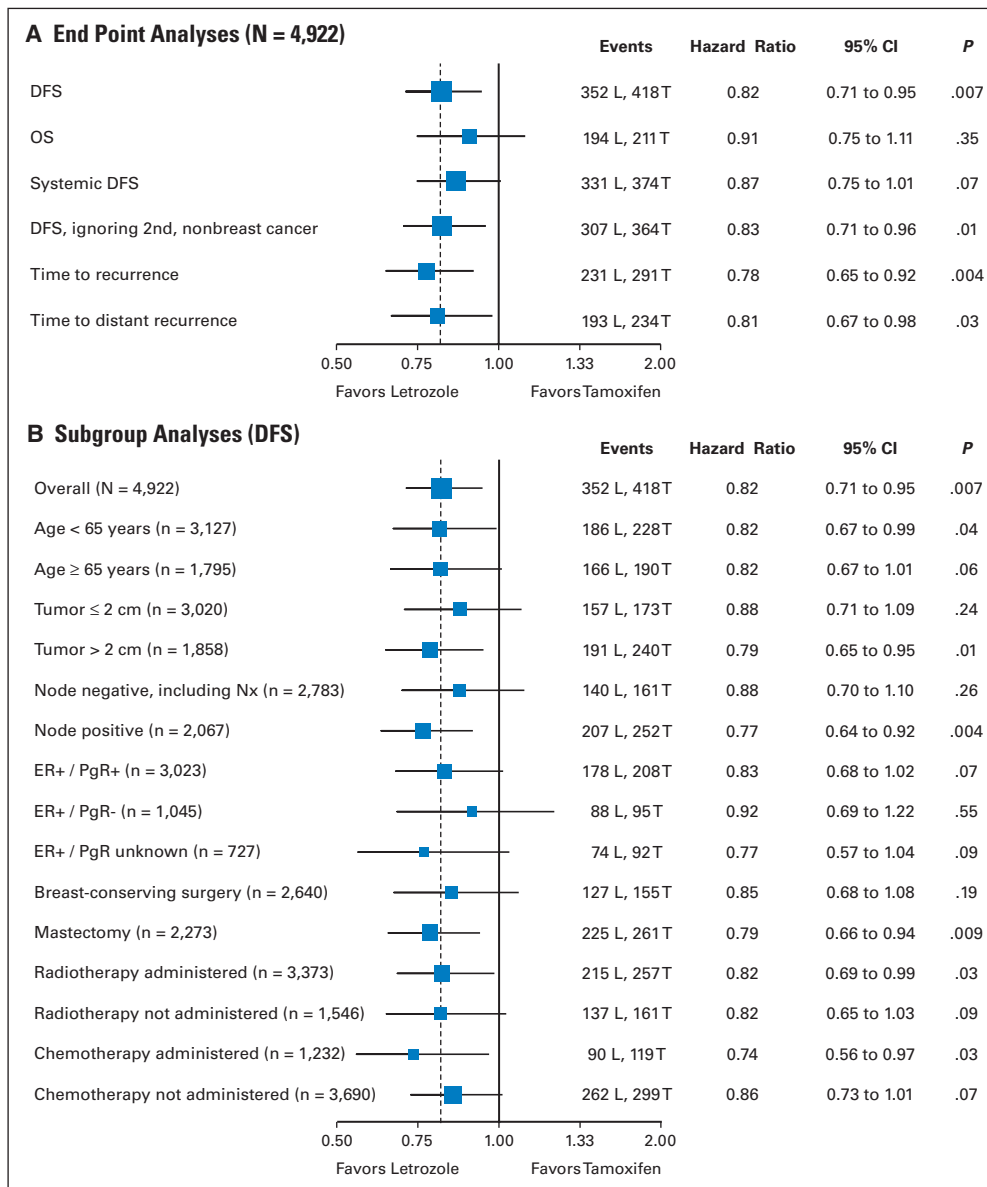 A End Point Analyses (N = 4,922)
Events Hazard Ratio 95% CI P
DFS 352 L, 418 T 0.82 0.71 to 0.95 .007
OS 194 L, 211 T 0.91 0.75 to 1.11 .35
Systemic DFS 331 L, 374 T 0.87 0.75 to 1.01 .07
DFS, ignoring 2nd, nonbreast cancer 307 L, 364 T 0.83 0.71 to 0.96 .01
Time to recurrence 231 L, 291 T 0.78 0.65 to 0.92 .004
Time to distant recurrence 193 L, 234 T 0.81 0.67 to 0.98 .03
0.50 0.75 1.00 1.33 2.00
Favors Letrozole Favors Tamoxifen
B Subgroup Analyses (DFS)
Events Hazard Ratio 95% CI P
Overall (N = 4,922) 352 L, 418 T 0.82 0.71 to 0.95 .007
Age < 65 years (n = 3,127) 186 L, 228 T 0.82 0.67 to 0.99 .04
Age ≥ 65 years (n = 1,795) 166 L, 190 T 0.82 0.67 to 1.01 .06
Tumor ≤ 2 cm (n = 3,020) 157 L, 173 T 0.88 0.71 to 1.09 .24
Tumor > 2 cm (n = 1,858) 191 L, 240 T 0.79 0.65 to 0.95 .01
Node negative, including Nx (n = 2,783) 140 L, 161 T 0.88 0.70 to 1.10 .26
Node positive (n = 2,067) 207 L, 252 T 0.77 0.64 to 0.92 .004
ER+ / PgR+ (n = 3,023) 178 L, 208 T 0.83 0.68 to 1.02 .07
ER+ / PgR- (n = 1,045) 88 L, 95 T 0.92 0.69 to 1.22 .55
ER+ / PgR unknown (n = 727) 74 L, 92 T 0.77 0.57 to 1.04 .09
Breast-conserving surgery (n = 2,640) 127 L, 155 T 0.85 0.68 to 1.08 .19
Mastectomy (n = 2,273) 225 L, 261 T 0.79 0.66 to 0.94 .009
Radiotherapy administered (n = 3,373) 215 L, 257 T 0.82 0.69 to 0.99 .03
Radiotherapy not administered (n = 1,546) 137 L, 161 T 0.82 0.65 to 1.03 .09
Chemotherapy administered (n = 1,232) 90 L, 119 T 0.74 0.56 to 0.97 .03
Chemotherapy not administered (n = 3,690) 262 L, 299 T 0.86 0.73 to 1.01 .07
0.50 0.75 1.00 1.33 2.00
Favors Letrozole Favors Tamoxifen